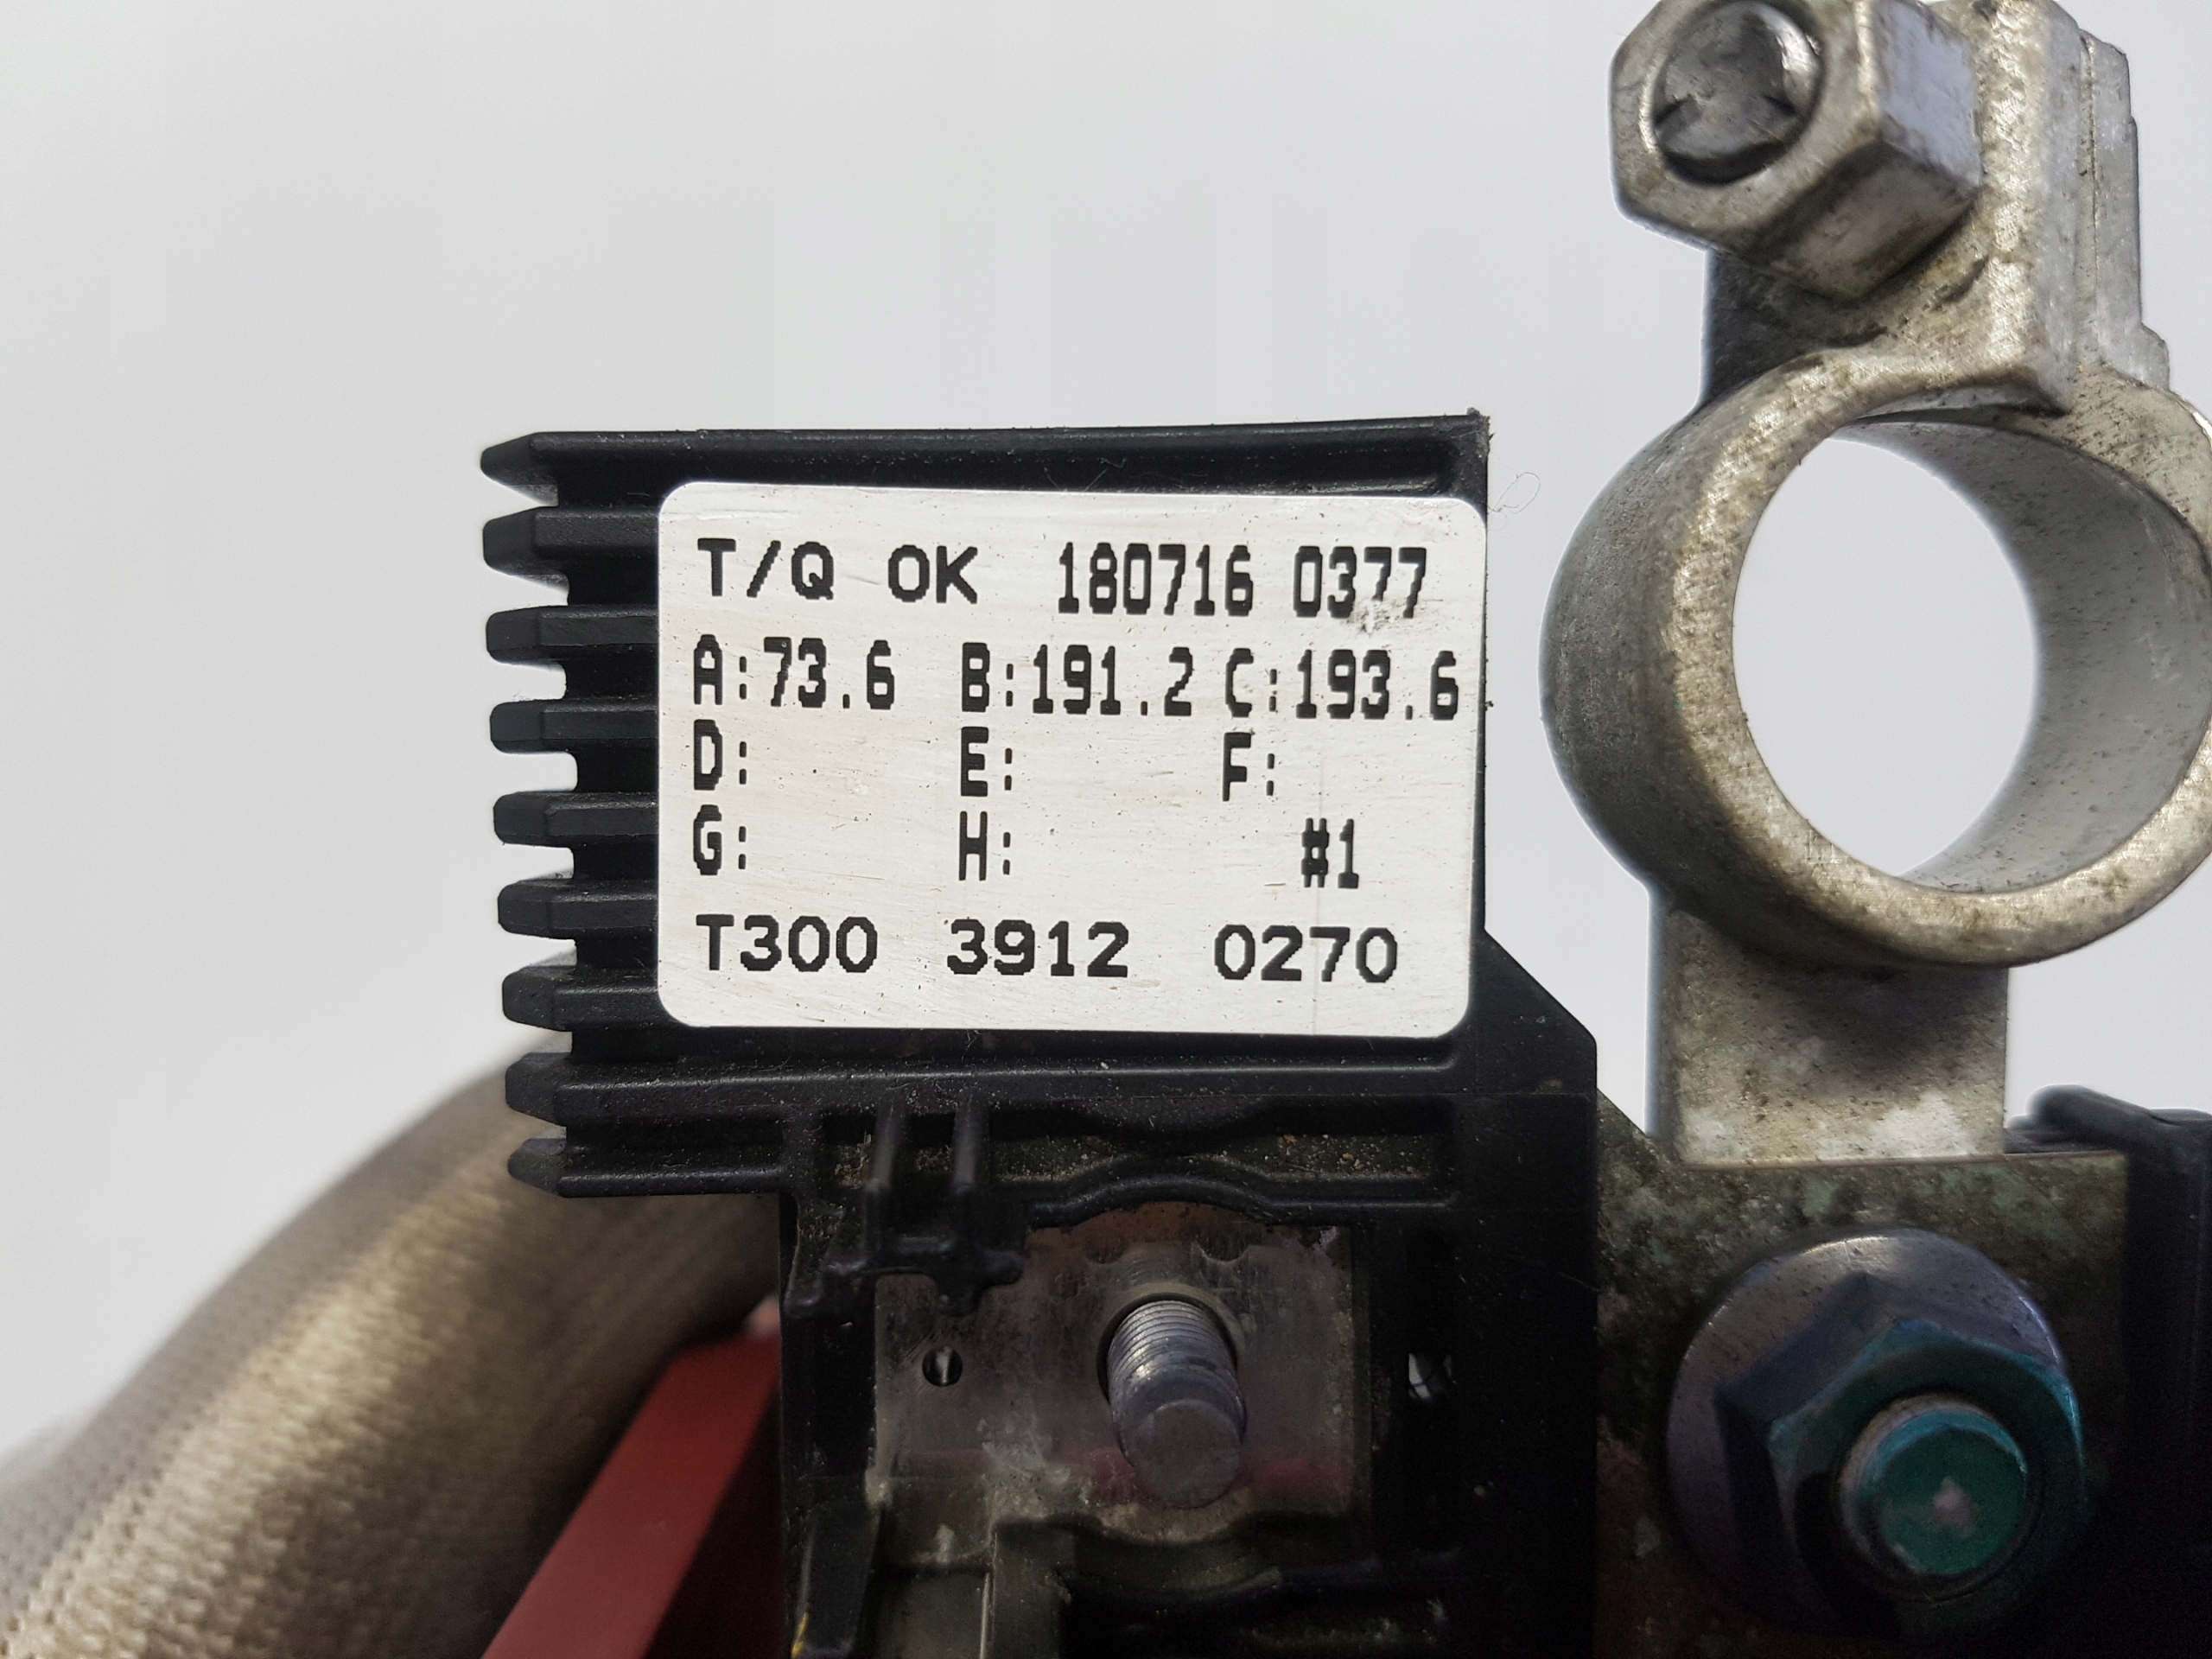 T/Q OK 180716 0377
A:73.6 B:191.2 C:193.6
D: E: F:
G: H: #1
T300 3912 0270